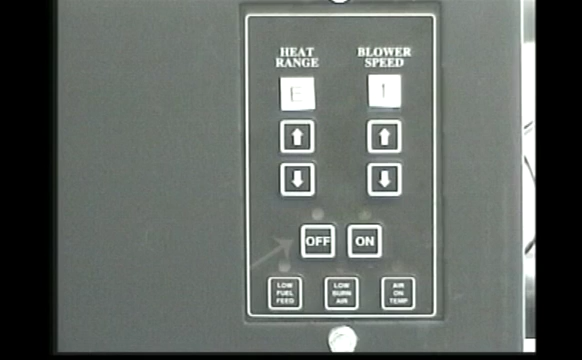 HEAT RANGE
BLOWER SPEED
E
1
OFF
ON
LOW FUEL FEED
LOW BURN AIR
AIR ON TEMP